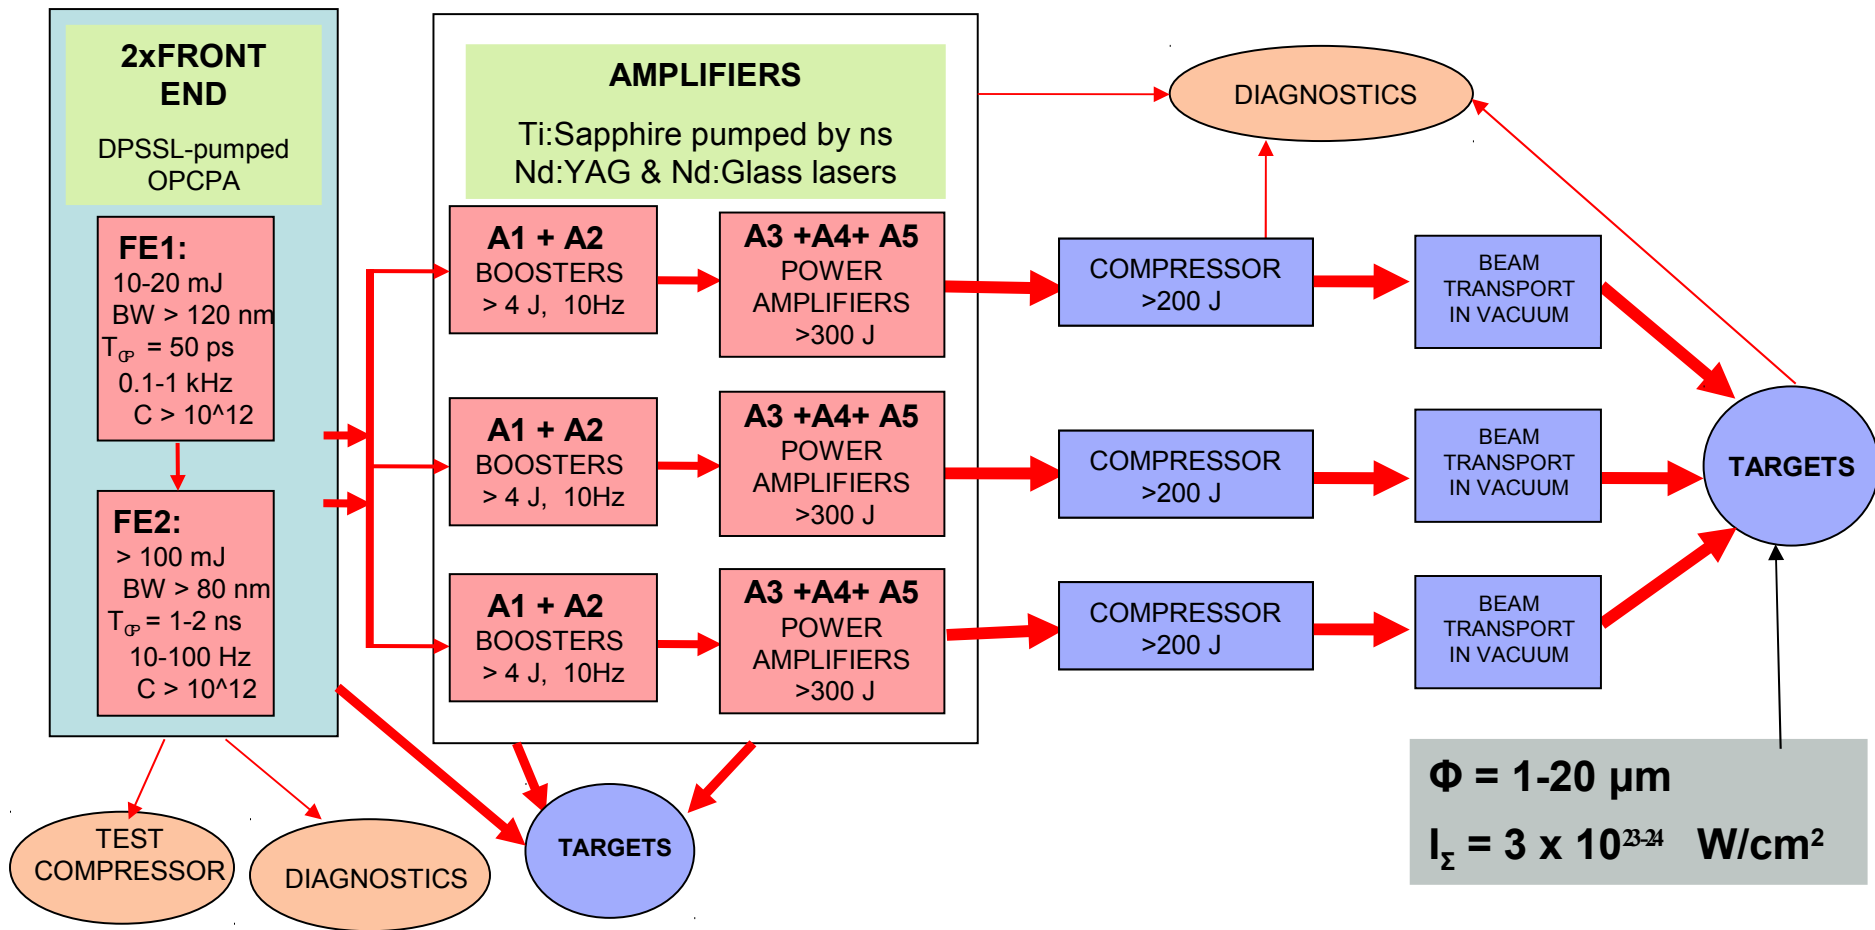 2xFRONT
END
DPSSL-pumped
OPCPA
FE1:
10-20 mJ
BW > 120 nm
T_CP = 50 ps
0.1-1 kHz
C > 10^12
FE2:
> 100 mJ
BW > 80 nm
T_CP = 1-2 ns
10-100 Hz
C > 10^12
TEST
COMPRESSOR
DIAGNOSTICS
AMPLIFIERS
Ti:Sapphire pumped by ns
Nd:YAG & Nd:Glass lasers
A1 + A2
BOOSTERS
> 4 J, 10Hz
A3 +A4+ A5
POWER
AMPLIFIERS
>300 J
COMPRESSOR
>200 J
BEAM
TRANSPORT
IN VACUUM
A1 + A2
BOOSTERS
> 4 J, 10Hz
A3 +A4+ A5
POWER
AMPLIFIERS
>300 J
COMPRESSOR
>200 J
BEAM
TRANSPORT
IN VACUUM
A1 + A2
BOOSTERS
> 4 J, 10Hz
A3 +A4+ A5
POWER
AMPLIFIERS
>300 J
COMPRESSOR
>200 J
BEAM
TRANSPORT
IN VACUUM
DIAGNOSTICS
TARGETS
TARGETS
Φ = 1-20 µm
I_Σ = 3 x 10^23-24 W/cm²